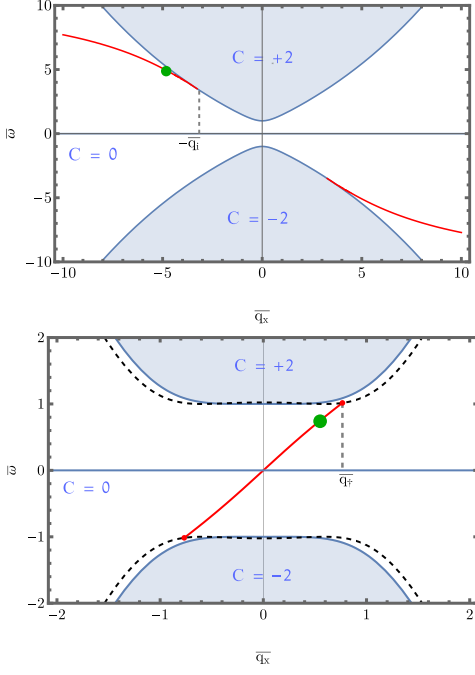 10
5
0
−5
−10
ω̄
C = +2
C = 0
−q̄ᵢ
C = −2
−10 −5 0 5 10
q̄ₓ
2
1
0
−1
−2
ω̄
C = +2
C = 0
q̄†
C = −2
−2 −1 0 1 2
q̄ₓ